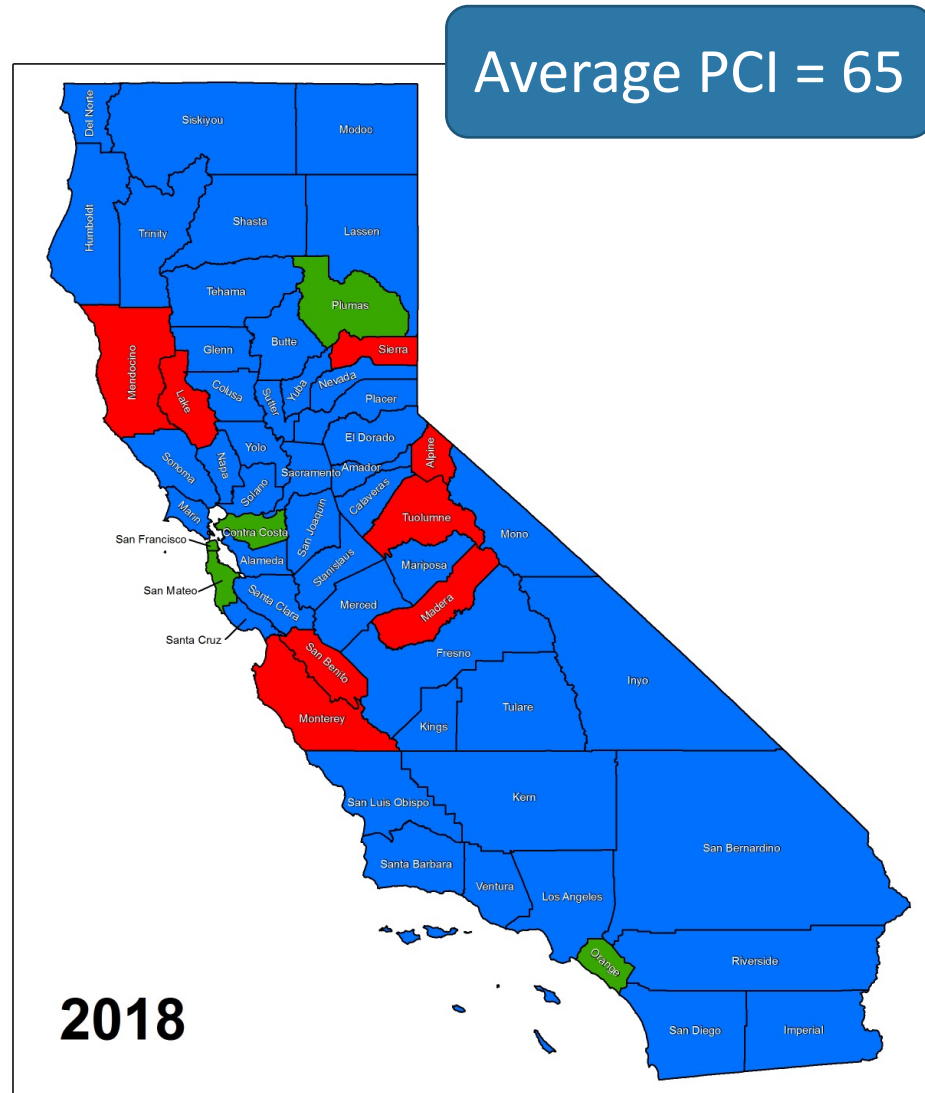 Average PCI = 65
Del Norte
Siskiyou
Modoc
Humboldt
Trinity
Shasta
Lassen
Tehama
Plumas
Mendocino
Glenn
Butte
Sierra
Lake
Colusa
Sutter
Yuba
Nevada
Placer
Sonoma
Napa
Yolo
El Dorado
Alpine
Solano
Sacramento
Amador
Calaveras
Marin
Contra Costa
San Joaquin
Tuolumne
Mono
San Francisco
Alameda
Stanislaus
Mariposa
San Mateo
Santa Clara
Merced
Madera
Santa Cruz
San Benito
Fresno
Inyo
Monterey
Kings
Tulare
San Luis Obispo
Kern
San Bernardino
Santa Barbara
Ventura
Los Angeles
Orange
Riverside
2018
San Diego
Imperial